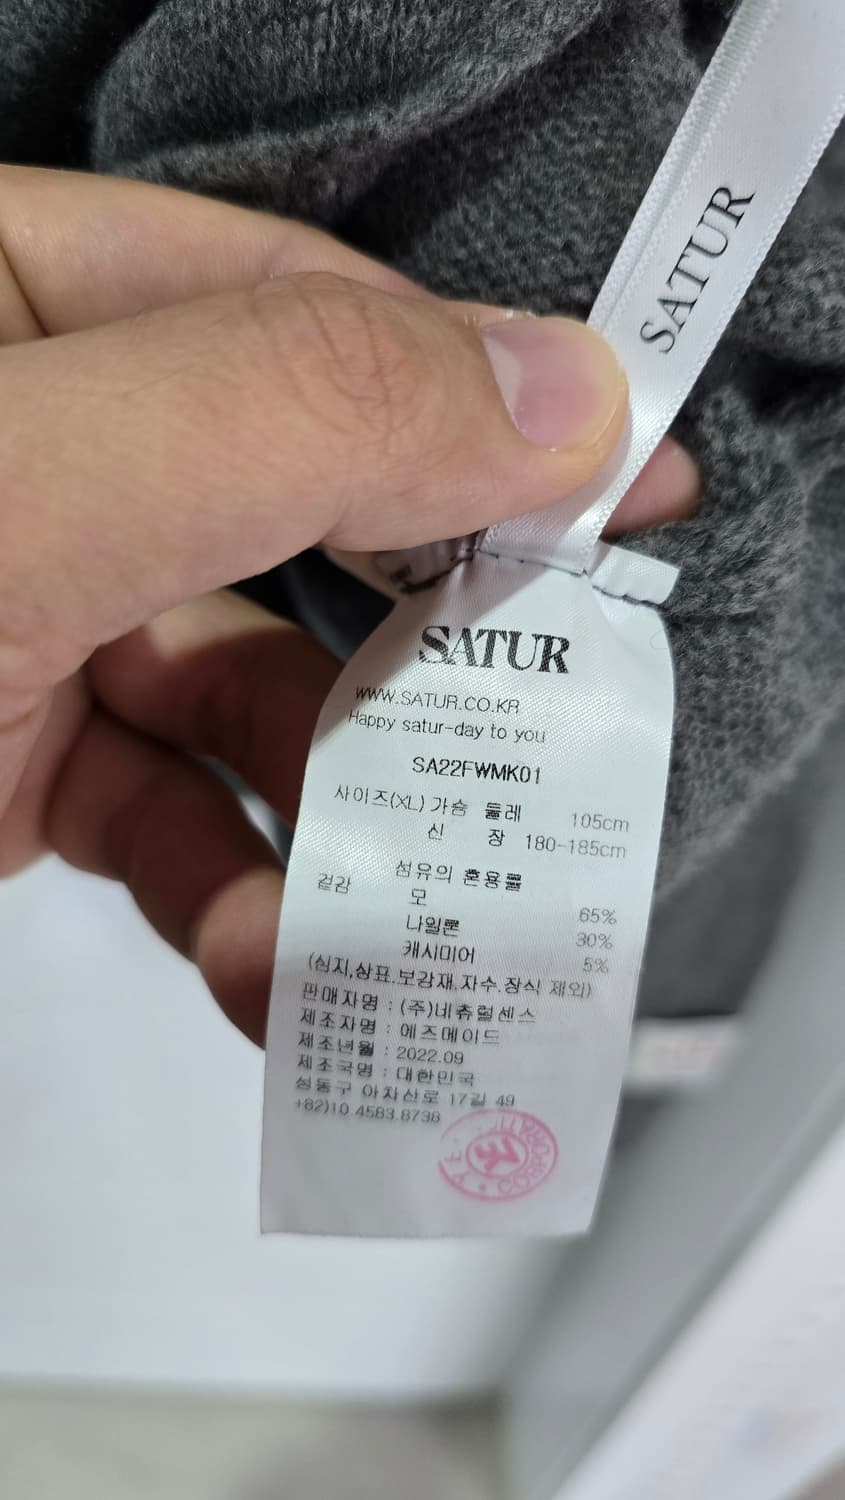 SATUR
SATUR
WWW.SATUR.CO.KR
Happy satur-day to you
SA22FWMK01
사이즈(XL) 가슴 둘레 105cm
신 장 180-185cm
섬유의 혼용률
겉감 모 65%
나일론 30%
캐시미어 5%
(심지,상표.보강재.자수.장식 제외)
판매자명 : (주)네츄럴센스
제조자명 : 에즈메이드
제조년월 : 2022.09
제조국명 : 대한민국
성동구 아차산로 17길 49
+82)10.4583.8738